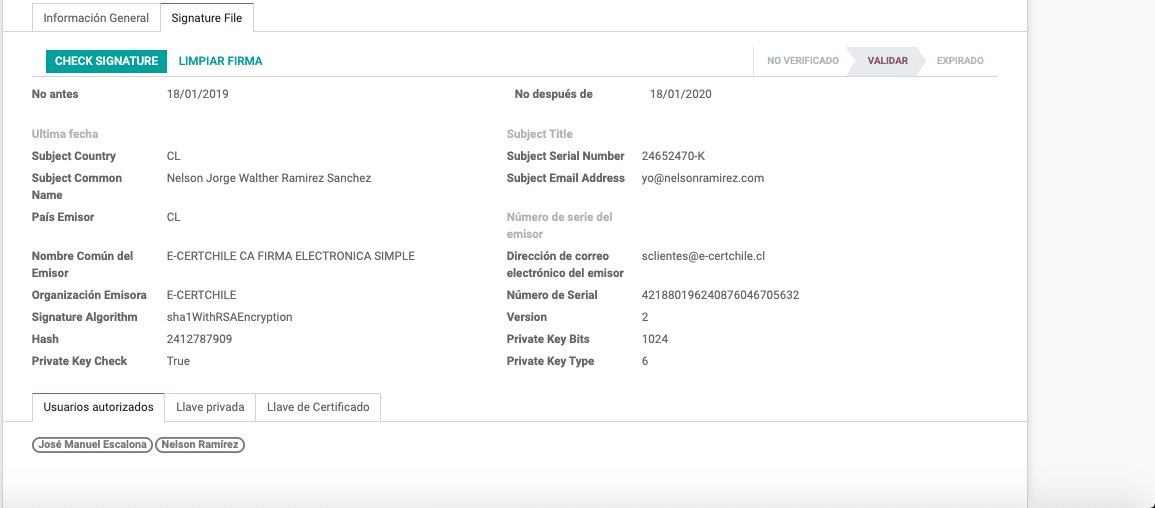 Información General Signature File
CHECK SIGNATURE LIMPIAR FIRMA NO VERIFICADO VALIDAR EXPIRADO
No antes 18/01/2019 No después de 18/01/2020
Ultima fecha Subject Title
Subject Country CL Subject Serial Number 24652470-K
Subject Common Nelson Jorge Walther Ramirez Sanchez Subject Email Address yo@nelsonramirez.com
Name
País Emisor CL Número de serie del
emisor
Nombre Común del E-CERTCHILE CA FIRMA ELECTRONICA SIMPLE Dirección de correo sclientes@e-certchile.cl
Emisor electrónico del emisor
Organización Emisora E-CERTCHILE Número de Serial 421880196240876046705632
Signature Algorithm sha1WithRSAEncryption Version 2
Hash 2412787909 Private Key Bits 1024
Private Key Check True Private Key Type 6
Usuarios autorizados Llave privada Llave de Certificado
José Manuel Escalona Nelson Ramírez